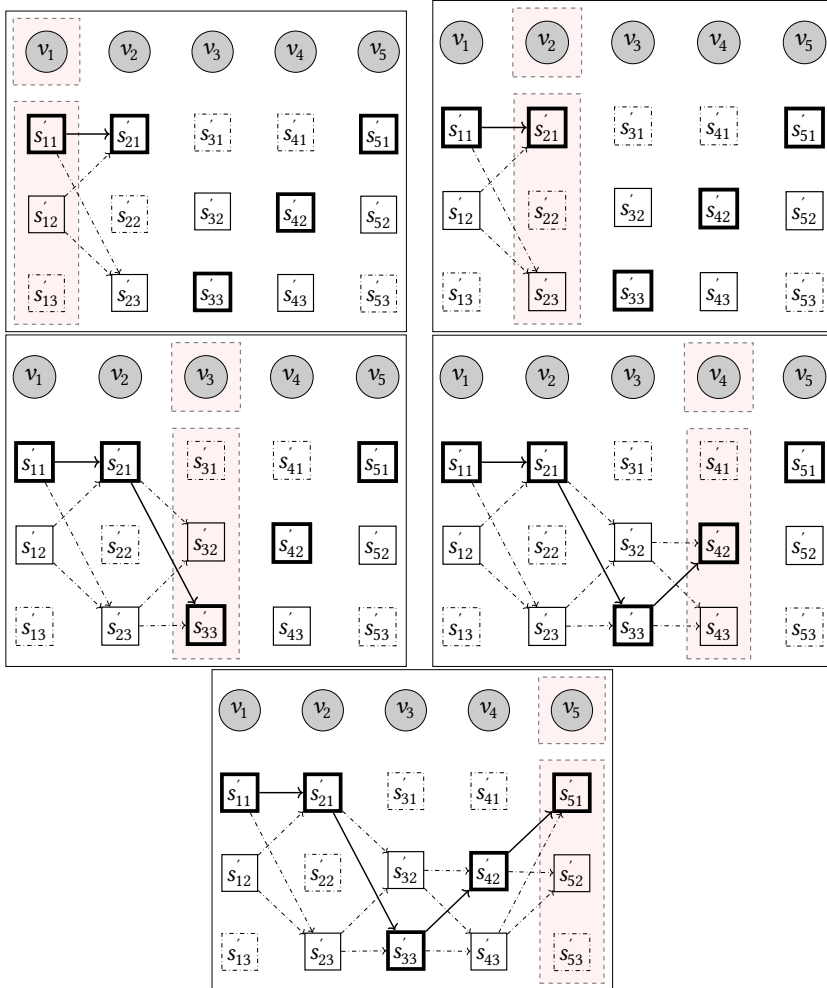 v₁ v₂ v₃ v₄ v₅
s′₁₁ s′₂₁ s′₃₁ s′₄₁ s′₅₁
s′₁₂ s′₂₂ s′₃₂ s′₄₂ s′₅₂
s′₁₃ s′₂₃ s′₃₃ s′₄₃ s′₅₃
v₁ v₂ v₃ v₄ v₅
s′₁₁ s′₂₁ s′₃₁ s′₄₁ s′₅₁
s′₁₂ s′₂₂ s′₃₂ s′₄₂ s′₅₂
s′₁₃ s′₂₃ s′₃₃ s′₄₃ s′₅₃
v₁ v₂ v₃ v₄ v₅
s′₁₁ s′₂₁ s′₃₁ s′₄₁ s′₅₁
s′₁₂ s′₂₂ s′₃₂ s′₄₂ s′₅₂
s′₁₃ s′₂₃ s′₃₃ s′₄₃ s′₅₃
v₁ v₂ v₃ v₄ v₅
s′₁₁ s′₂₁ s′₃₁ s′₄₁ s′₅₁
s′₁₂ s′₂₂ s′₃₂ s′₄₂ s′₅₂
s′₁₃ s′₂₃ s′₃₃ s′₄₃ s′₅₃
v₁ v₂ v₃ v₄ v₅
s′₁₁ s′₂₁ s′₃₁ s′₄₁ s′₅₁
s′₁₂ s′₂₂ s′₃₂ s′₄₂ s′₅₂
s′₁₃ s′₂₃ s′₃₃ s′₄₃ s′₅₃